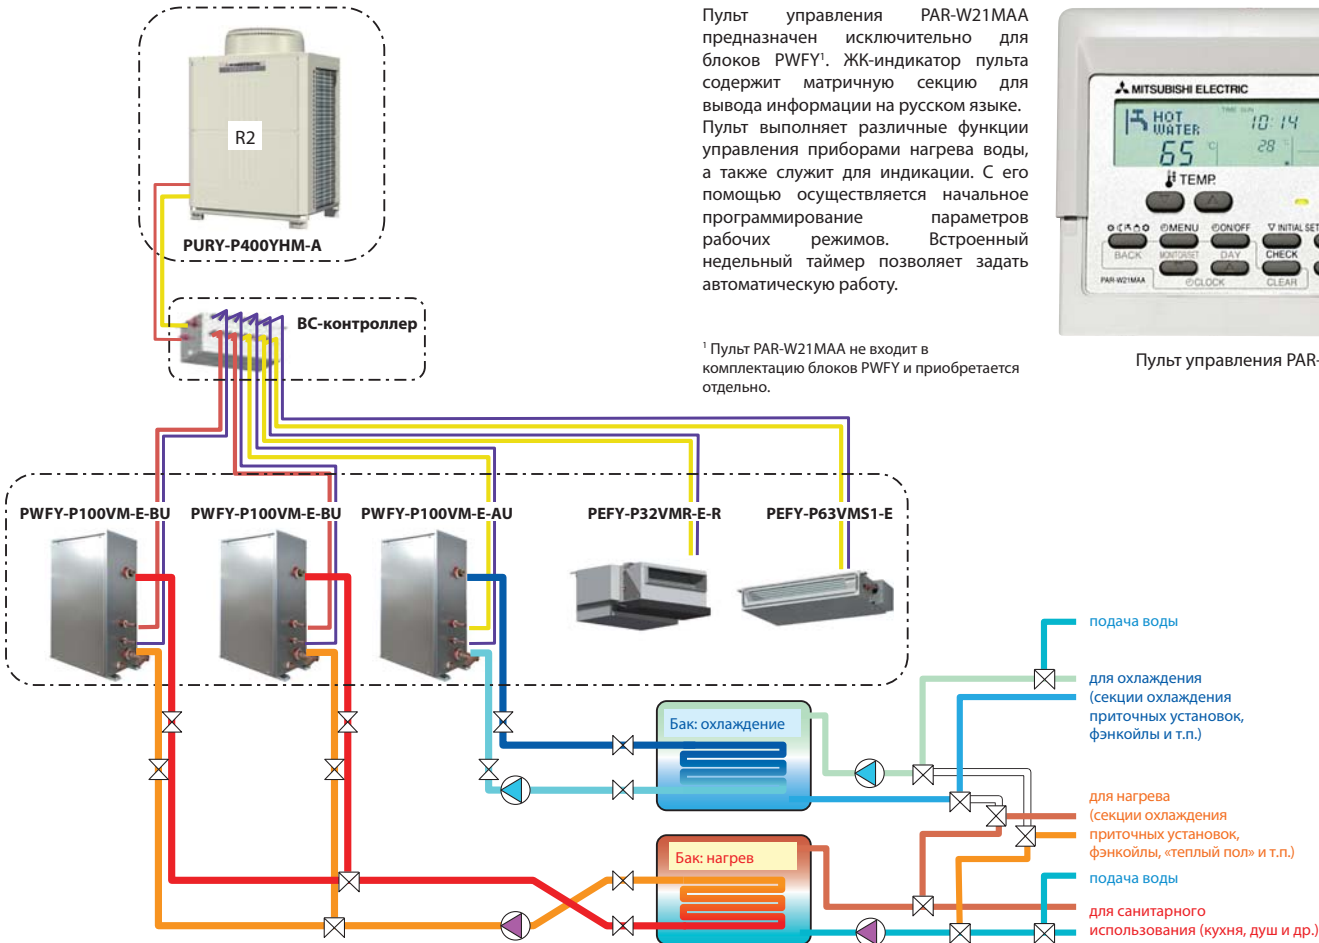 Пульт управления PAR-W21MAA
предназначен исключительно для
блоков PWFY¹. ЖК-индикатор пульта
содержит матричную секцию для
вывода информации на русском языке.
Пульт выполняет различные функции
управления приборами нагрева воды,
а также служит для индикации. С его
помощью осуществляется начальное
программирование параметров
рабочих режимов. Встроенный
недельный таймер позволяет задать
автоматическую работу.
¹ Пульт PAR-W21MAA не входит в
комплектацию блоков PWFY и приобретается
отдельно.
MITSUBISHI ELECTRIC
TIME SUN
HOT
WATER
10:14
65 °C
28 °C
TEMP.
MENU
ON/OFF
INITIAL SET
BACK
MONITOR/SET
DAY
CHECK
PAR-W21MAA
CLOCK
CLEAR
Пульт управления PAR-
R2
PURY-P400YHM-A
BC-контроллер
PWFY-P100VM-E-BU
PWFY-P100VM-E-BU
PWFY-P100VM-E-AU
PEFY-P32VMR-E-R
PEFY-P63VMS1-E
Бак: охлаждение
Бак: нагрев
подача воды
для охлаждения
(секции охлаждения
приточных установок,
фэнкойлы и т.п.)
для нагрева
(секции охлаждения
приточных установок,
фэнкойлы, «теплый пол» и т.п.)
подача воды
для санитарного
использования (кухня, душ и др.)